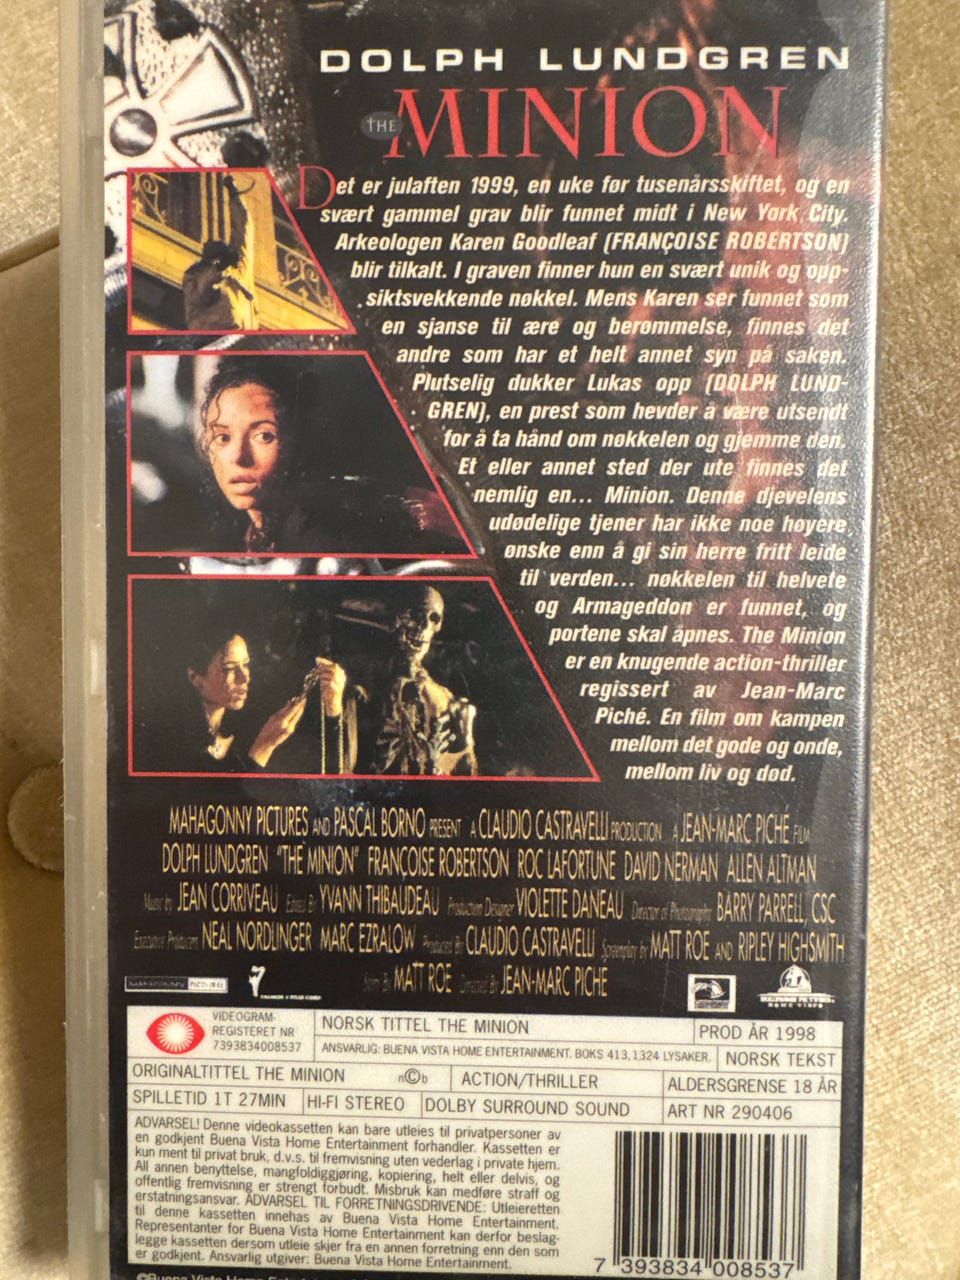 DOLPH LUNDGREN
THE MINION
Det er julaften 1999, en uke før tusenårsskiftet, og en
svært gammel grav blir funnet midt i New York City.
Arkeologen Karen Goodleaf (FRANÇOISE ROBERTSON)
blir tilkalt. I graven finner hun en svært unik og opp-
siktsvekkende nøkkel. Mens Karen ser funnet som
en sjanse til ære og berømmelse, finnes det
andre som har et helt annet syn på saken.
Plutselig dukker Lukas opp (DOLPH LUND-
GREN), en prest som hevder å være utsendt
for å ta hånd om nøkkelen og gjemme den.
Et eller annet sted der ute finnes det
nemlig en... Minion. Denne djevelens
udødelige tjener har ikke noe høyere
ønske enn å gi sin herre fritt leide
til verden... nøkkelen til helvete
og Armageddon er funnet, og
portene skal åpnes. The Minion
er en knugende action-thriller
regissert av Jean-Marc
Piché. En film om kampen
mellom det gode og onde,
mellom liv og død.
MAHAGONNY PICTURES AND PASCAL BORNO PRESENT A CLAUDIO CASTRAVELLI PRODUCTION A JEAN-MARC PICHE FILM
DOLPH LUNDGREN "THE MINION" FRANÇOISE ROBERTSON ROC LAFORTUNE DAVID NERMAN ALLEN ALTMAN
Music by JEAN CORRIVEAU Edited By YVANN THIBAUDEAU Production Designer VIOLETTE DANEAU Director of Photography BARRY PARRELL, CSC
Executive Producers NEAL NORDLINGER MARC EZRALOW Produced By CLAUDIO CASTRAVELLI Screenplay by MATT ROE AND RIPLEY HIGHSMITH
Story By MATT ROE Directed By JEAN-MARC PICHE
VIDEOGRAM-
REGISTERET NR
7393834008537
NORSK TITTEL THE MINION
PROD ÅR 1998
ANSVARLIG: BUENA VISTA HOME ENTERTAINMENT. BOKS 413, 1324 LYSAKER.
NORSK TEKST
ORIGINALTITTEL THE MINION
n©b
ACTION/THRILLER
ALDERSGRENSE 18 ÅR
SPILLETID 1T 27MIN
HI-FI STEREO
DOLBY SURROUND SOUND
ART NR 290406
ADVARSEL! Denne videokassetten kan bare utleies til privatpersoner av
en godkjent Buena Vista Home Entertainment forhandler. Kassetten er
kun ment til privat bruk, d.v.s. til fremvisning uten vederlag i private hjem.
All annen benyttelse, mangfoldiggjøring, kopiering, helt eller delvis, og
offentlig fremvisning er strengt forbudt. Misbruk kan medføre straff og
erstatningsansvar. ADVARSEL TIL FORRETNINGSDRIVENDE: Utleieretten
til denne kassetten innehas av Buena Vista Home Entertainment.
Representanter for Buena Vista Home Entertainment kan derfor beslag-
legge kassetten dersom utleie skjer fra en annen forretning enn den som
er godkjent. Ansvarlig utgiver: Buena Vista Home Entertainment.
7 393834 008537